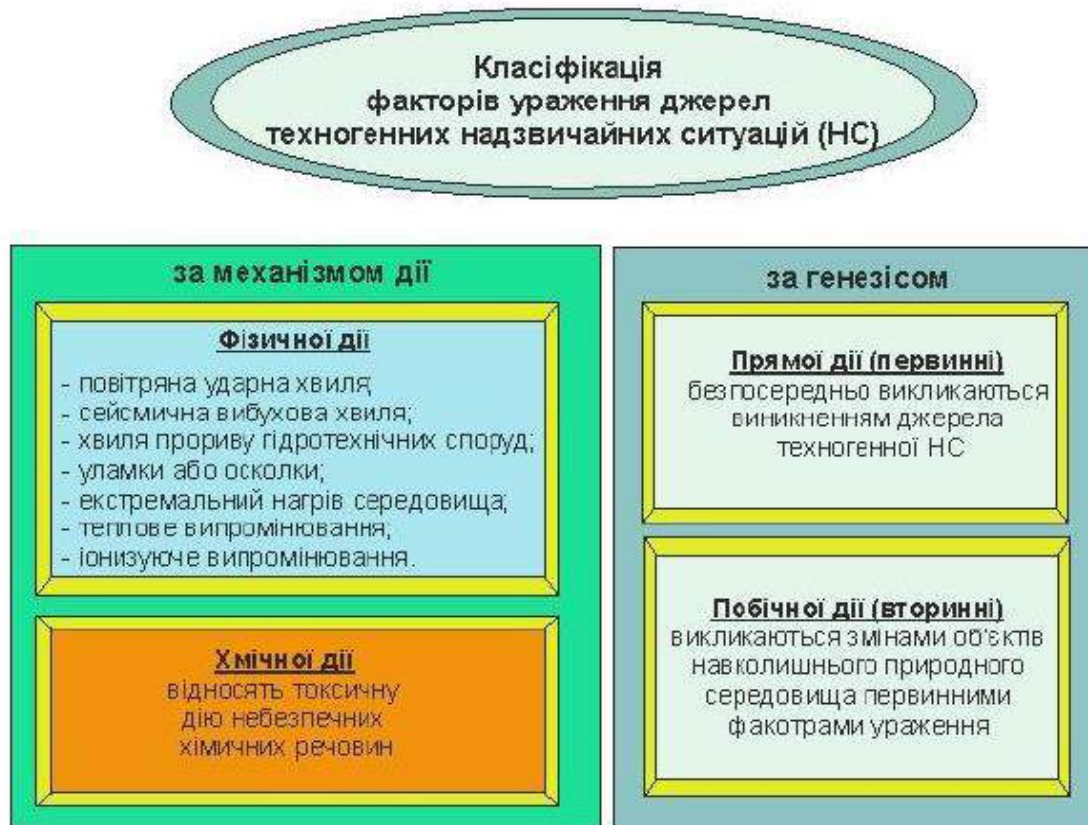 Класифікація
факторів ураження джерел
техногенних надзвичайних ситуацій (НС)
за механізмом дії
Фізичної дії
- повітряна ударна хвиля;
- сейсмична вибухова хвиля;
- хвиля прориву гідротехнічних споруд;
- уламки або осколки;
- екстремальний нагрів середовища;
- теплове випромінювання;
- іонизуюче випромінювання.
Хмічної дії
відносять токсичну
дію небезпечних
хімичних речовин
за генезісом
Прямої дії (первинні)
безпосередньо викликаються
виникненням джерела
техногенної НС
Побічної дії (вторинні)
викликаються змінами об'єктів
навколишнього природного
середовища первинними
факотрами ураження